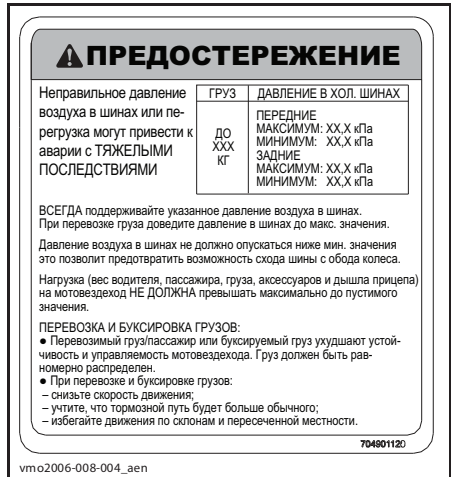 ПРЕДОСТЕРЕЖЕНИЕ
Неправильное давление
воздуха в шинах или пе-
регрузка могут привести к
аварии с ТЯЖЕЛЫМИ
ПОСЛЕДСТВИЯМИ
ГРУЗ
ДАВЛЕНИЕ В ХОЛ. ШИНАХ
ДО
XXX
КГ
ПЕРЕДНИЕ
МАКСИМУМ: XX,X кПа
МИНИМУМ: XX,X кПа
ЗАДНИЕ
МАКСИМУМ: XX,X кПа
МИНИМУМ: XX,X кПа
ВСЕГДА поддерживайте указанное давление воздуха в шинах.
При перевозке груза доведите давление в шинах до макс. значения.
Давление воздуха в шинах не должно опускаться ниже мин. значения
это позволит предотвратить возможность схода шины с обода колеса.
Нагрузка (вес водителя, пассажира, груза, аксессуаров и дышла прицепа)
на мотовездеход НЕ ДОЛЖНА превышать максимально до пустимого
значения.
ПЕРЕВОЗКА И БУКСИРОВКА ГРУЗОВ:
● Перевозимый груз/пассажир или буксируемый груз ухудшают устой-
чивость и управляемость мотовездехода. Груз должен быть рав-
номерно распределен.
● При перевозке и буксировке грузов:
– снизьте скорость движения;
– учтите, что тормозной путь будет больше обычного;
– избегайте движения по склонам и пересеченной местности.
704901120
vmo2006-008-004_aen